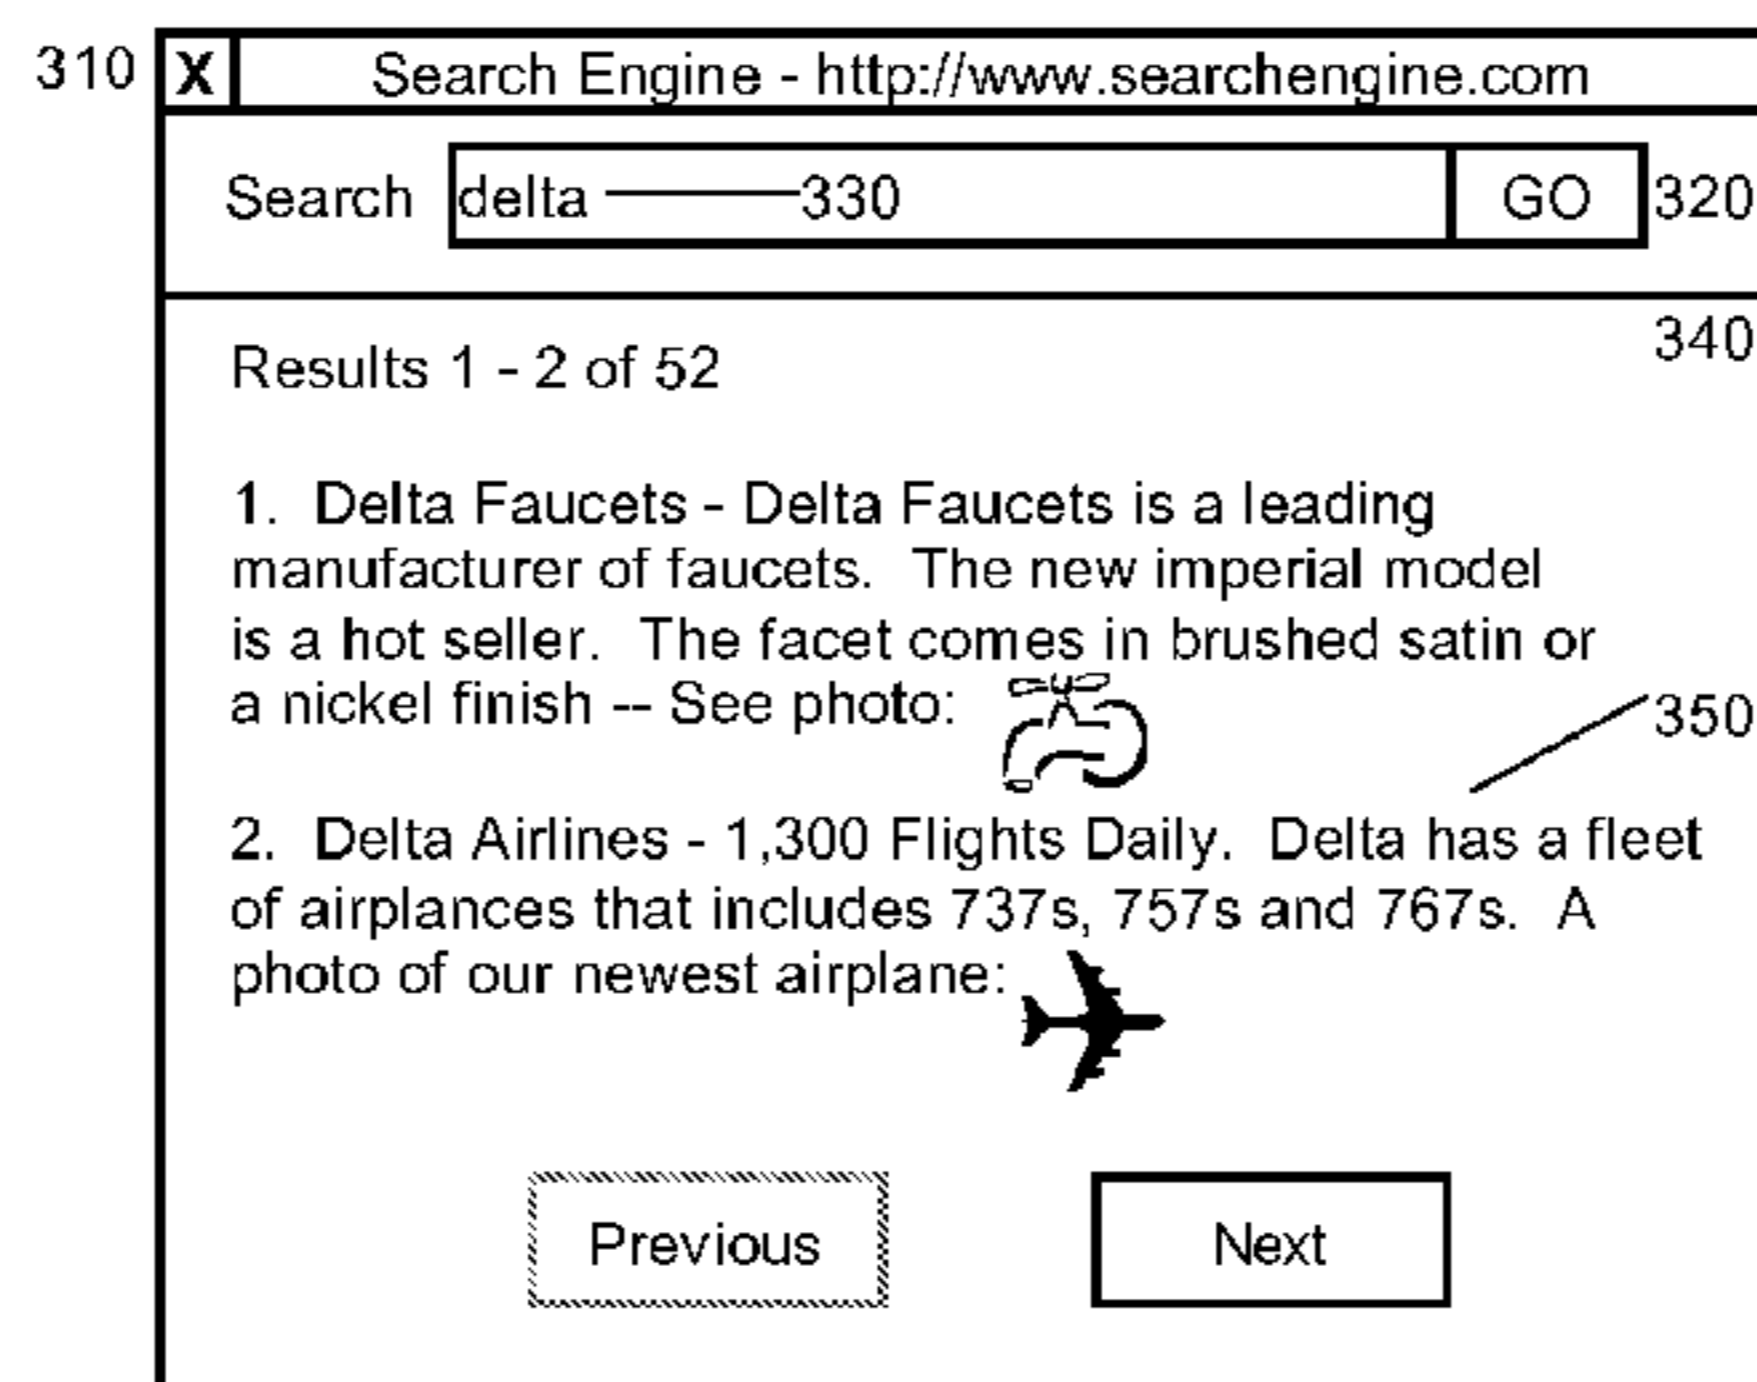 310 X Search Engine - http://www.searchengine.com
Search delta 330 GO 320
340
Results 1 - 2 of 52
1. Delta Faucets - Delta Faucets is a leading
manufacturer of faucets. The new imperial model
is a hot seller. The facet comes in brushed satin or
a nickel finish -- See photo:
350
2. Delta Airlines - 1,300 Flights Daily. Delta has a fleet
of airplances that includes 737s, 757s and 767s. A
photo of our newest airplane:
Previous Next